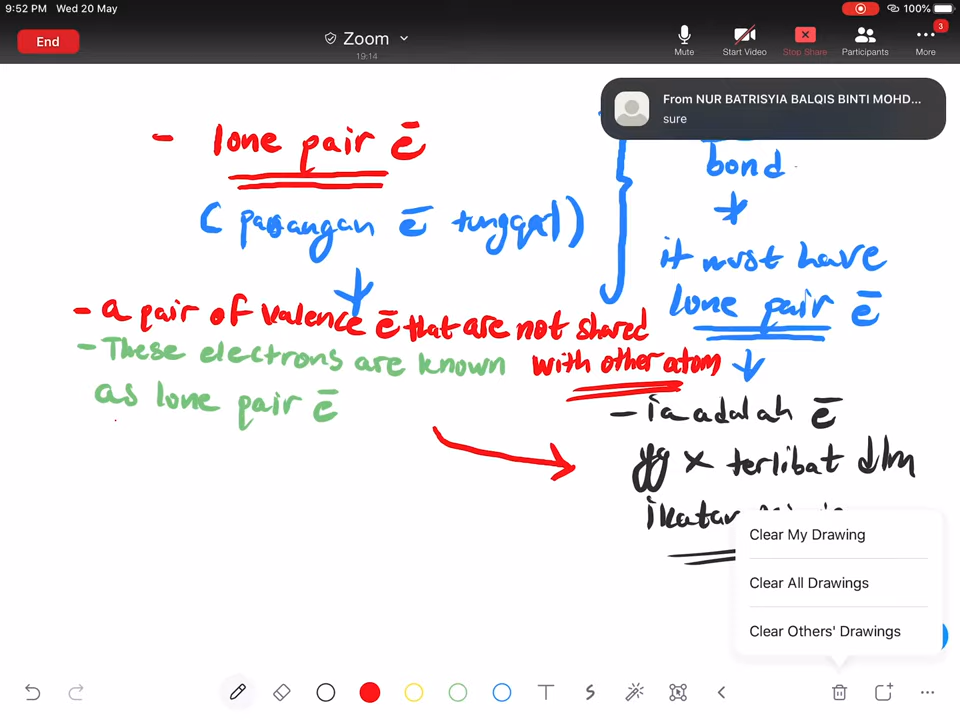 9:52 PM Wed 20 May
100%
End
Zoom
19:14
Mute
Start Video
Stop Share
Participants
3
More
From NUR BATRISYIA BALQIS BINTI MOHD...
sure
- lone pair ē
(pasangan ē tunggal)
- a pair of valence ē that are not shared
with other atom
- These electrons are known
as lone pair ē
bond
it must have
lone pair ē
- ia adalah ē
yg x terlibat dlm
ikatan
Clear My Drawing
Clear All Drawings
Clear Others' Drawings
T